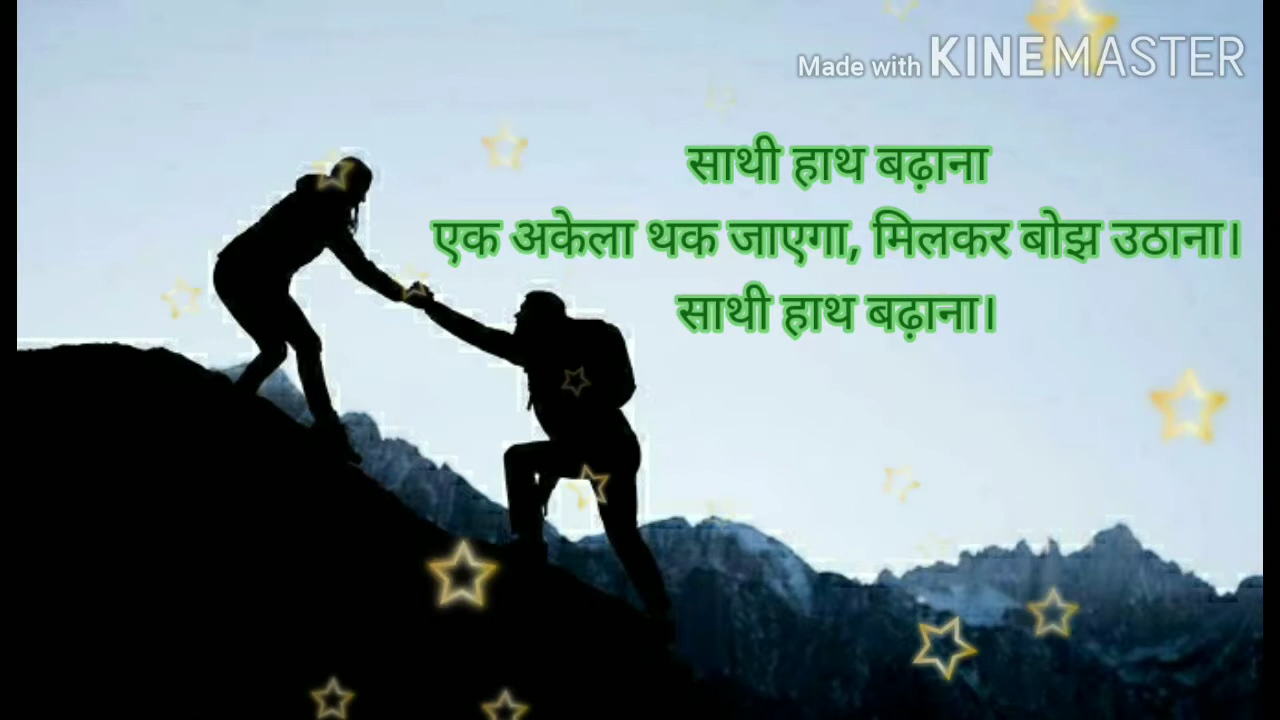 Made with KINEMASTER
साथी हाथ बढ़ाना
एक अकेला थक जाएगा, मिलकर बोझ उठाना।
साथी हाथ बढ़ाना।